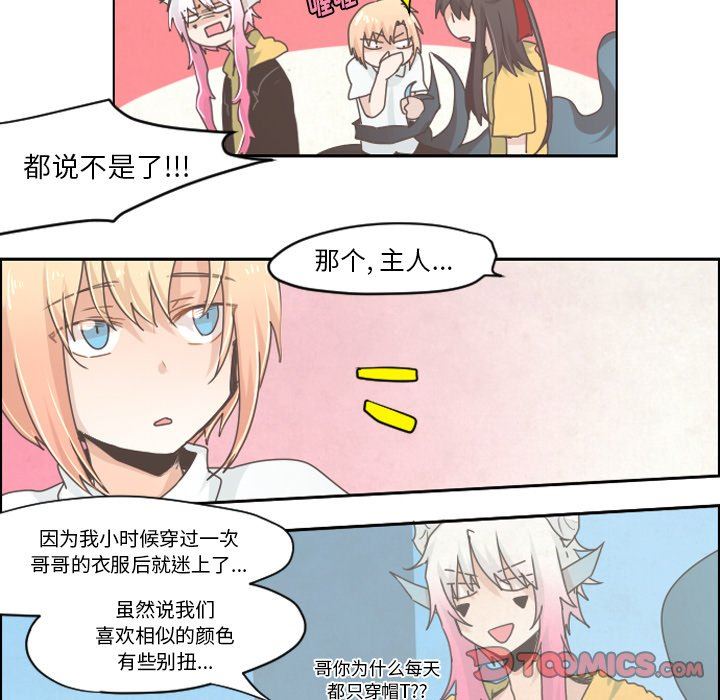 喔喔
都说不是了!!!
那个, 主人...
因为我小时候穿过一次
哥哥的衣服后就迷上了...
虽然说我们
喜欢相似的颜色
有些别扭...
哥你为什么每天
都只穿帽T??
TOOMICS.COM